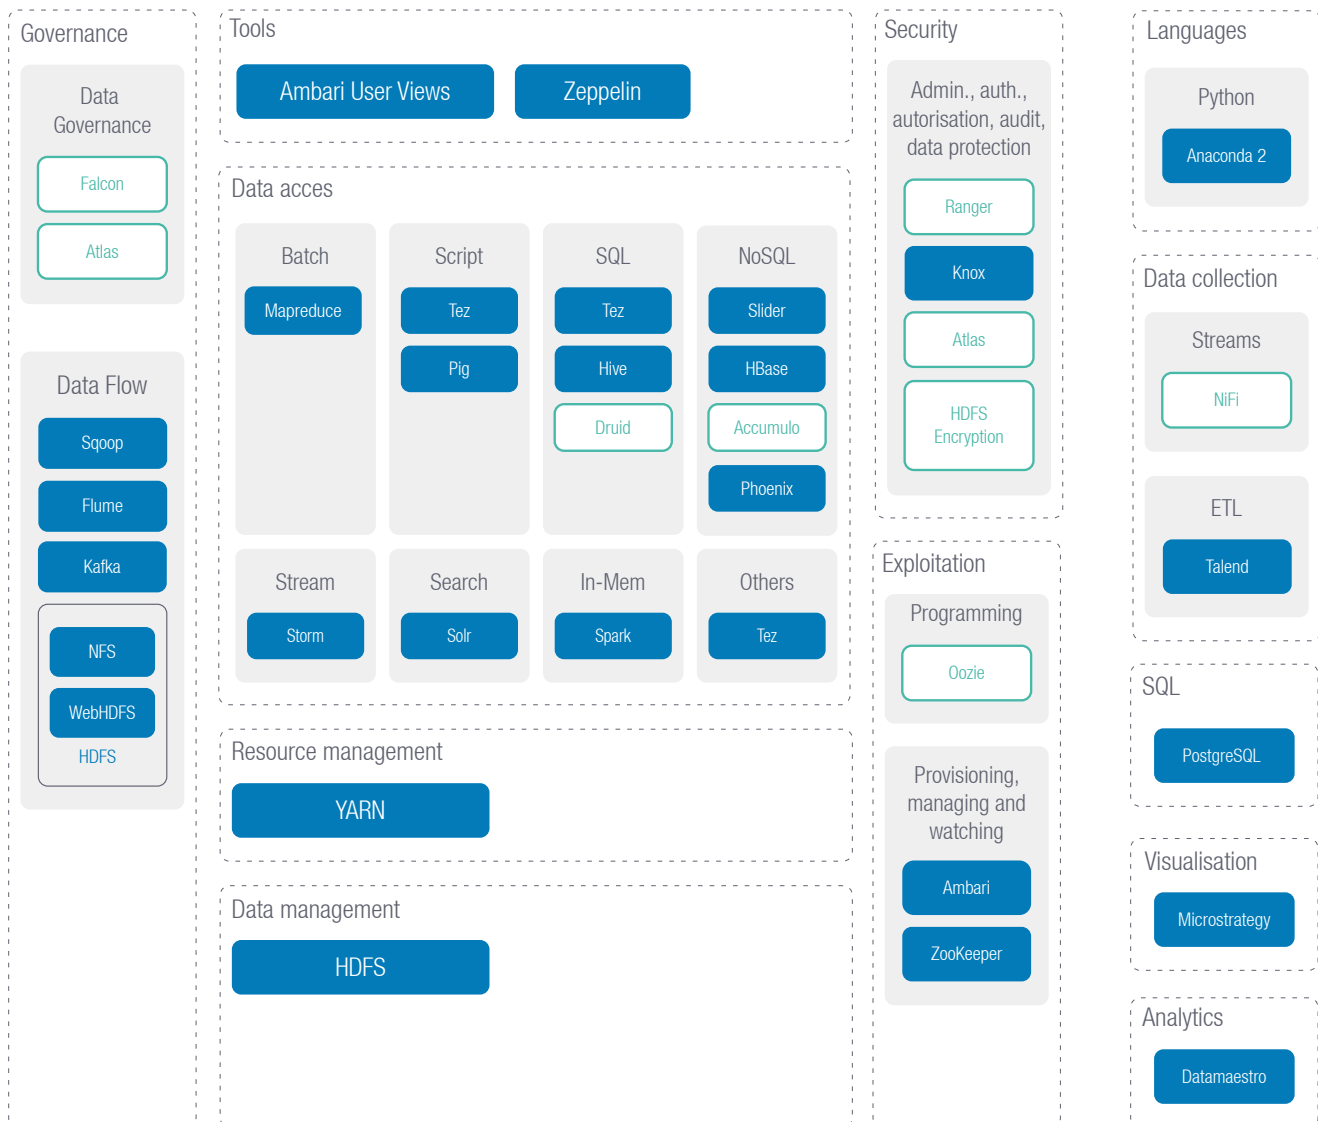 Governance
Data
Governance
Falcon
Atlas
Data Flow
Sqoop
Flume
Kafka
NFS
WebHDFS
HDFS
Tools
Ambari User Views
Zeppelin
Data acces
Batch
Mapreduce
Script
Tez
Pig
SQL
Tez
Hive
Druid
NoSQL
Slider
HBase
Accumulo
Phoenix
Stream
Storm
Search
Solr
In-Mem
Spark
Others
Tez
Resource management
YARN
Data management
HDFS
Security
Admin., auth.,
autorisation, audit,
data protection
Ranger
Knox
Atlas
HDFS
Encryption
Exploitation
Programming
Oozie
Provisioning,
managing and
watching
Ambari
ZooKeeper
Languages
Python
Anaconda 2
Data collection
Streams
NiFi
ETL
Talend
SQL
PostgreSQL
Visualisation
Microstrategy
Analytics
Datamaestro